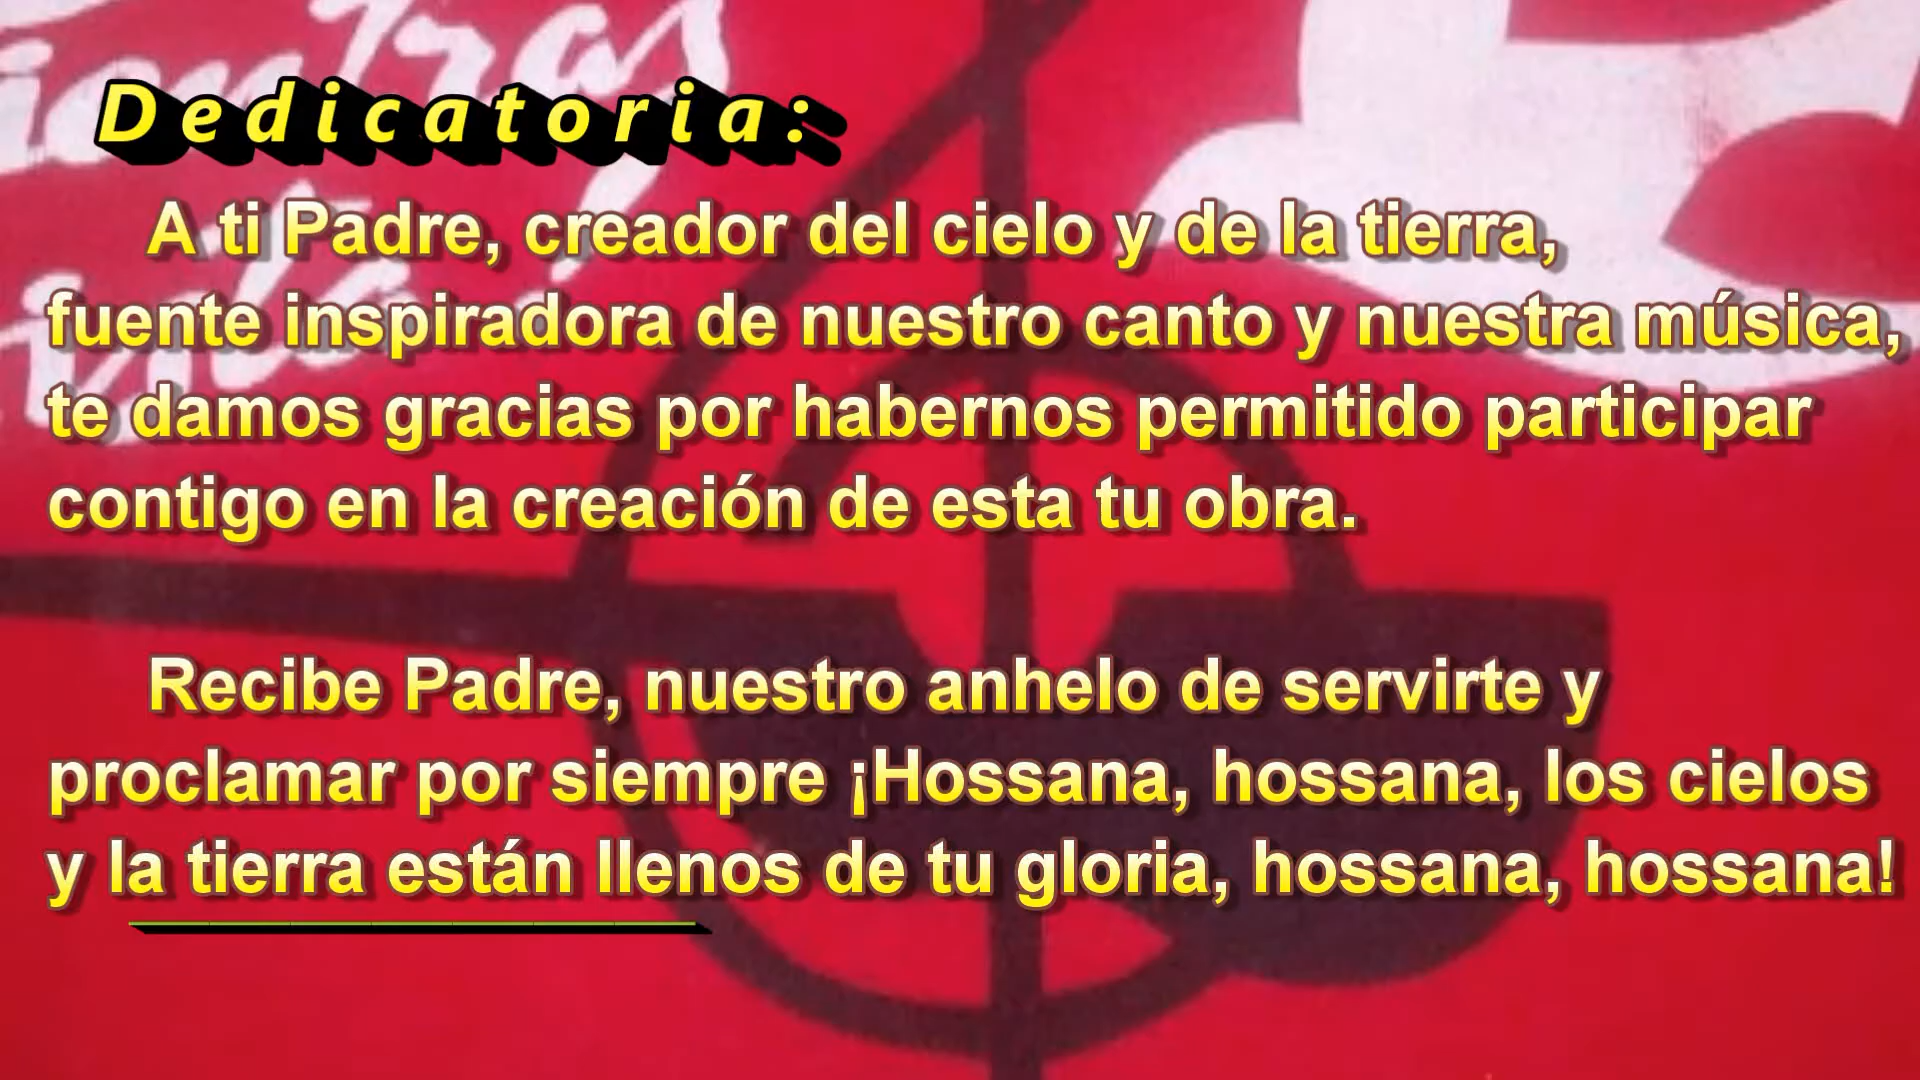 ientras
vida!
Dedicatoria:
A ti Padre, creador del cielo y de la tierra,
fuente inspiradora de nuestro canto y nuestra música,
te damos gracias por habernos permitido participar
contigo en la creación de esta tu obra.
Recibe Padre, nuestro anhelo de servirte y
proclamar por siempre ¡Hossana, hossana, los cielos
y la tierra están llenos de tu gloria, hossana, hossana!